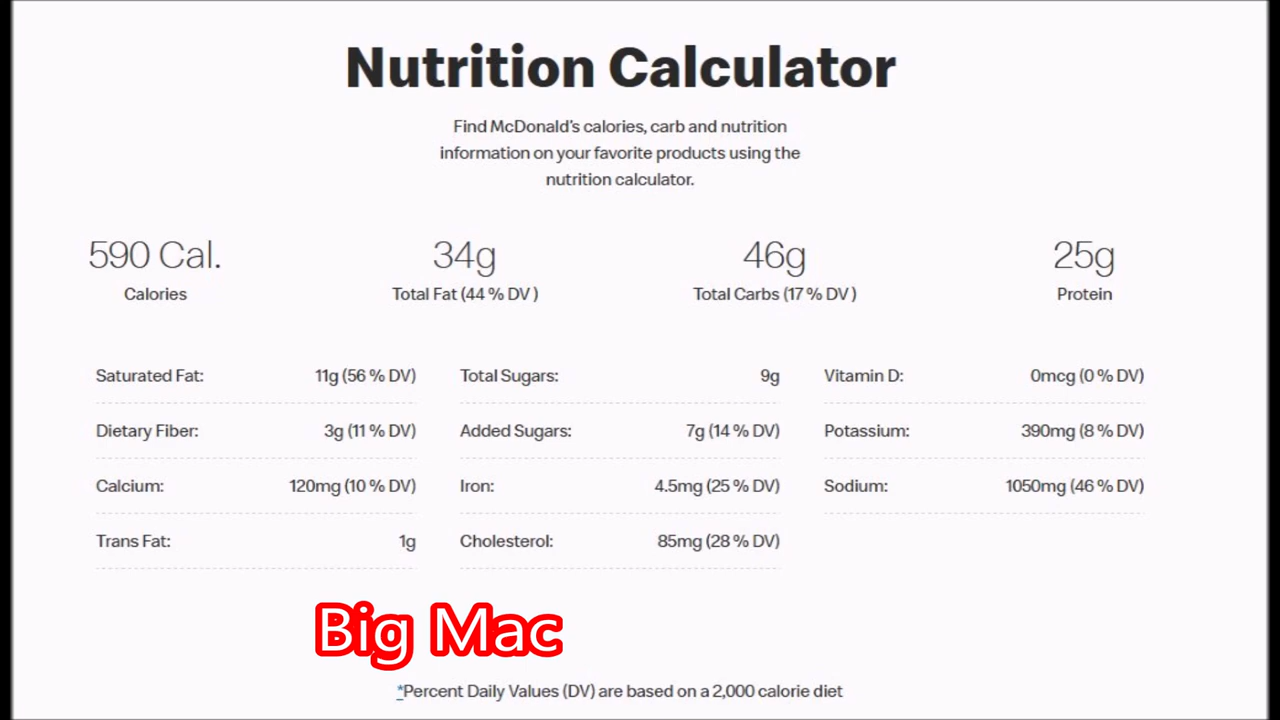 Nutrition Calculator
Find McDonald's calories, carb and nutrition
information on your favorite products using the
nutrition calculator.
590 Cal. 34g 46g 25g
Calories Total Fat (44 % DV ) Total Carbs (17 % DV ) Protein
Saturated Fat: 11g (56 % DV) Total Sugars: 9g Vitamin D: 0mcg (0 % DV)
Dietary Fiber: 3g (11 % DV) Added Sugars: 7g (14 % DV) Potassium: 390mg (8 % DV)
Calcium: 120mg (10 % DV) Iron: 4.5mg (25 % DV) Sodium: 1050mg (46 % DV)
Trans Fat: 1g Cholesterol: 85mg (28 % DV)
Big Mac
*Percent Daily Values (DV) are based on a 2,000 calorie diet